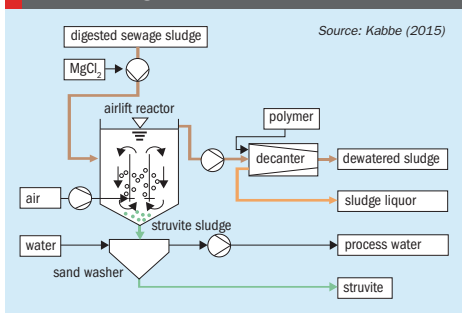 Source: Kabbe (2015)
digested sewage sludge
MgCl₂
airlift reactor
polymer
decanter
dewatered sludge
air
sludge liquor
struvite sludge
water
process water
sand washer
struvite